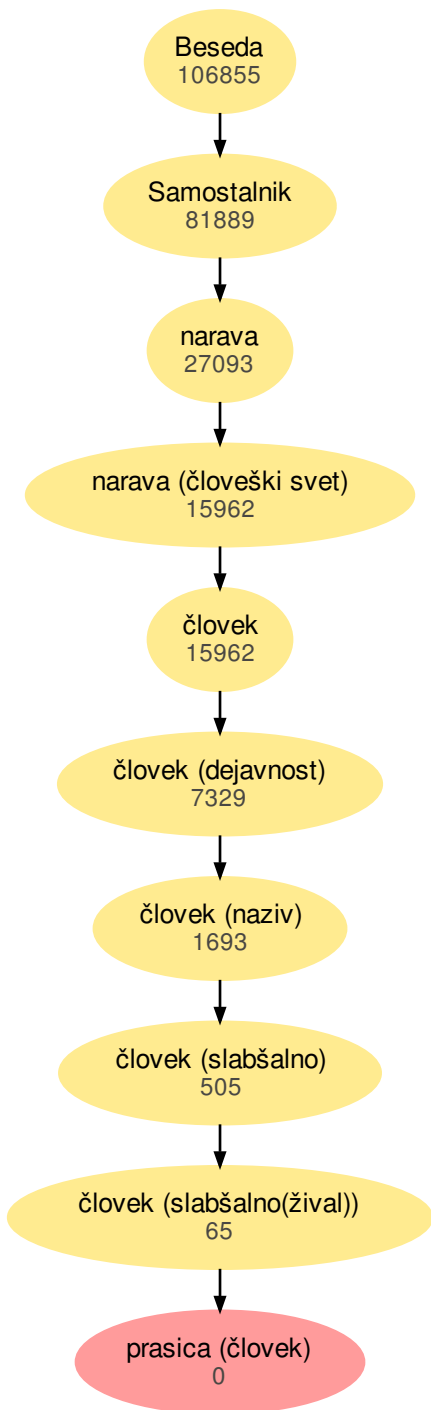 Beseda
106855
Samostalnik
81889
narava
27093
narava (človeški svet)
15962
človek
15962
človek (dejavnost)
7329
človek (naziv)
1693
človek (slabšalno)
505
človek (slabšalno(žival))
65
prasica (človek)
0